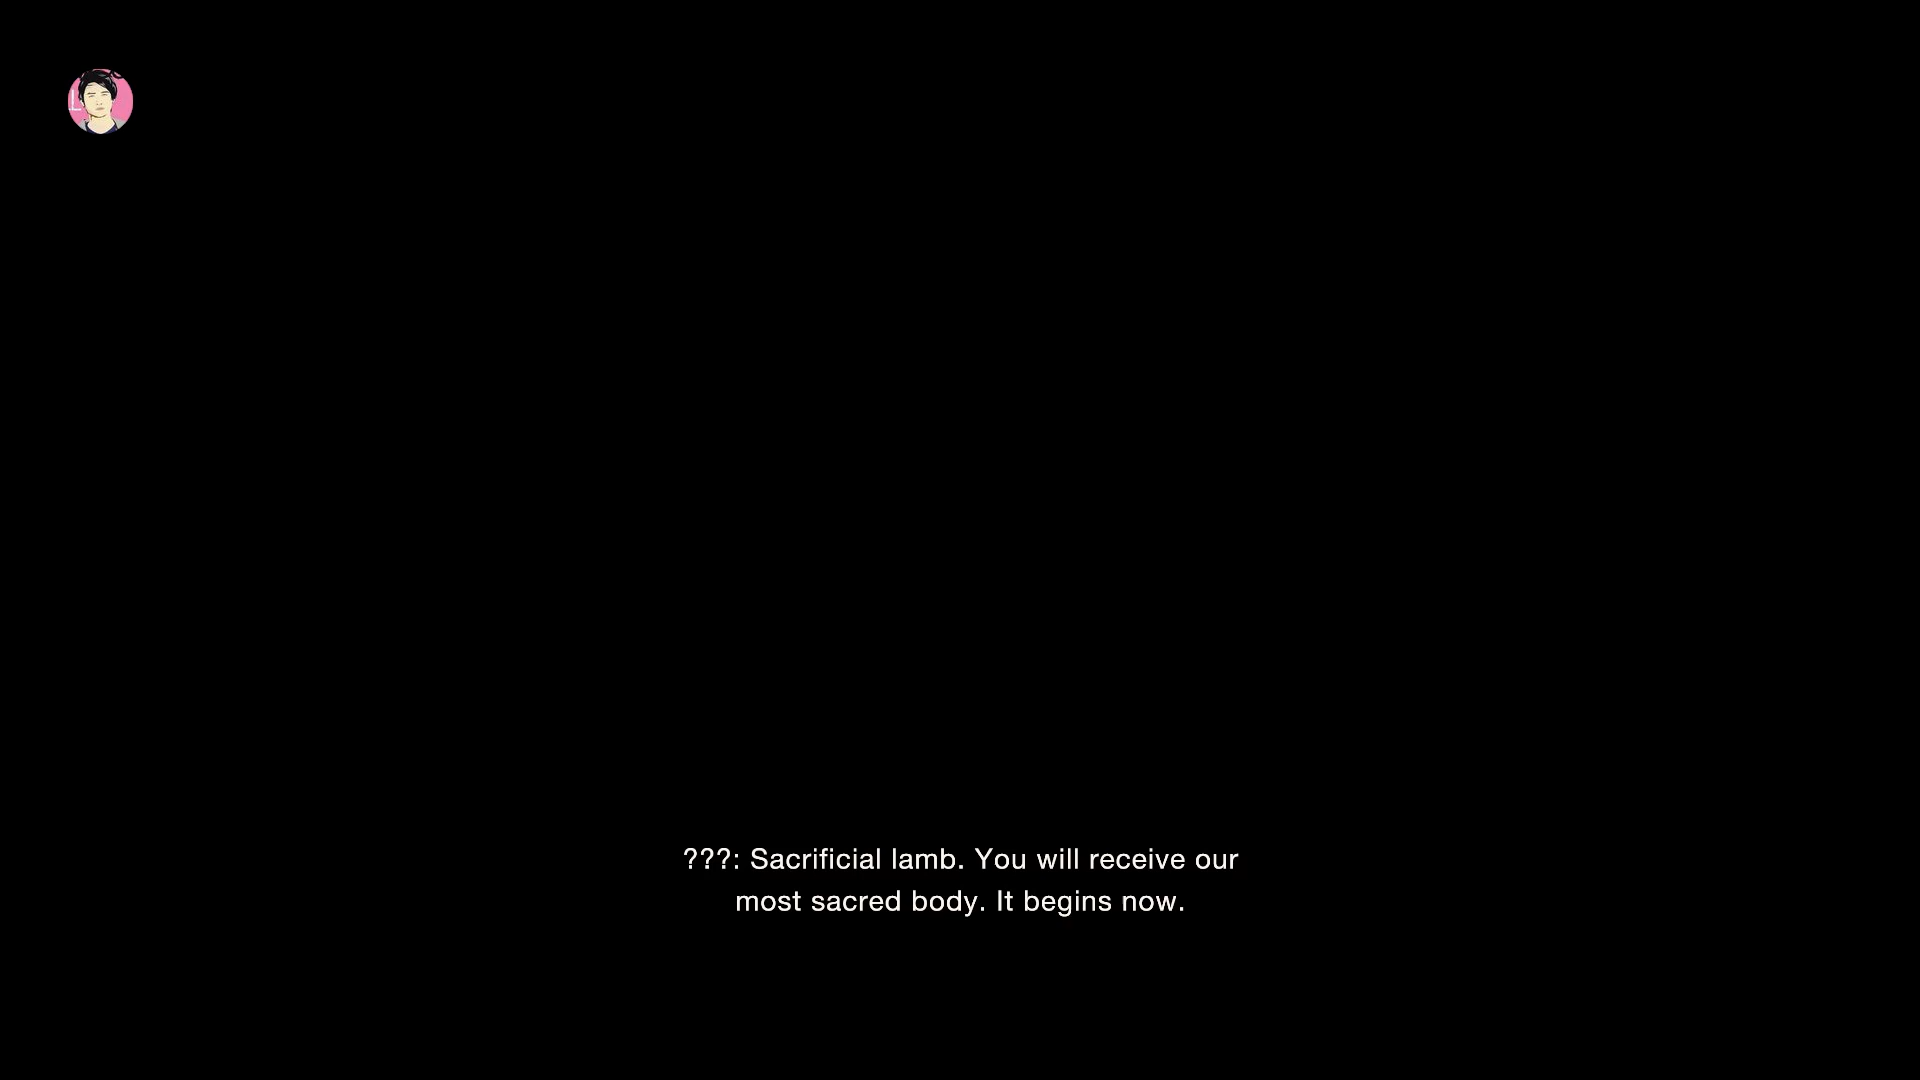 ???: Sacrificial lamb. You will receive our
most sacred body. It begins now.